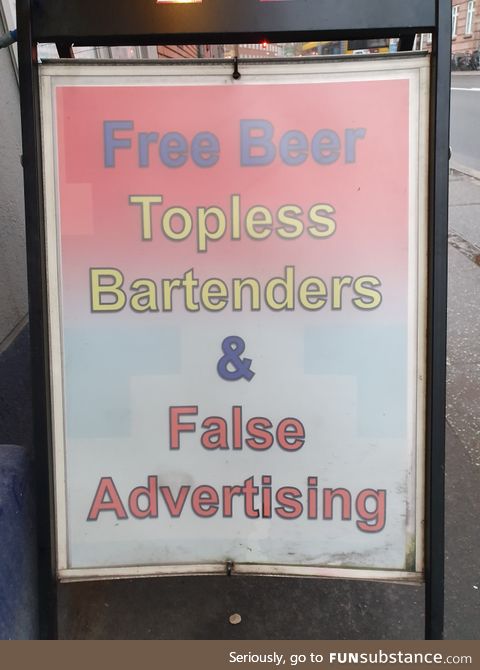 Free Beer
Topless
Bartenders
&
False
Advertising
Seriously, go to FUNsubstance.com